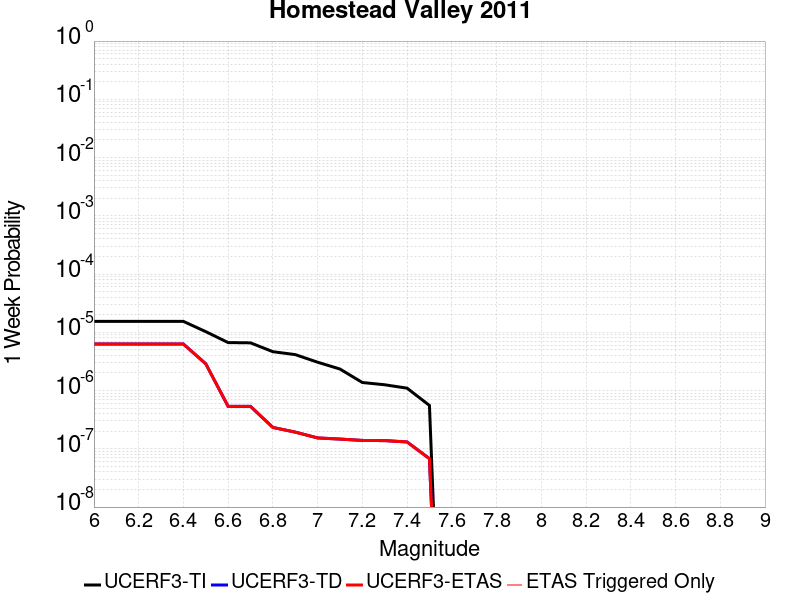 Homestead Valley 2011
10 0
10 -1
10 -2
10 -3
10 -4
10 -5
10 -6
10 -7
10 -8
1 Week Probability
6 6.2 6.4 6.6 6.8 7 7.2 7.4 7.6 7.8 8 8.2 8.4 8.6 8.8 9
Magnitude
UCERF3-TI UCERF3-TD UCERF3-ETAS ETAS Triggered Only